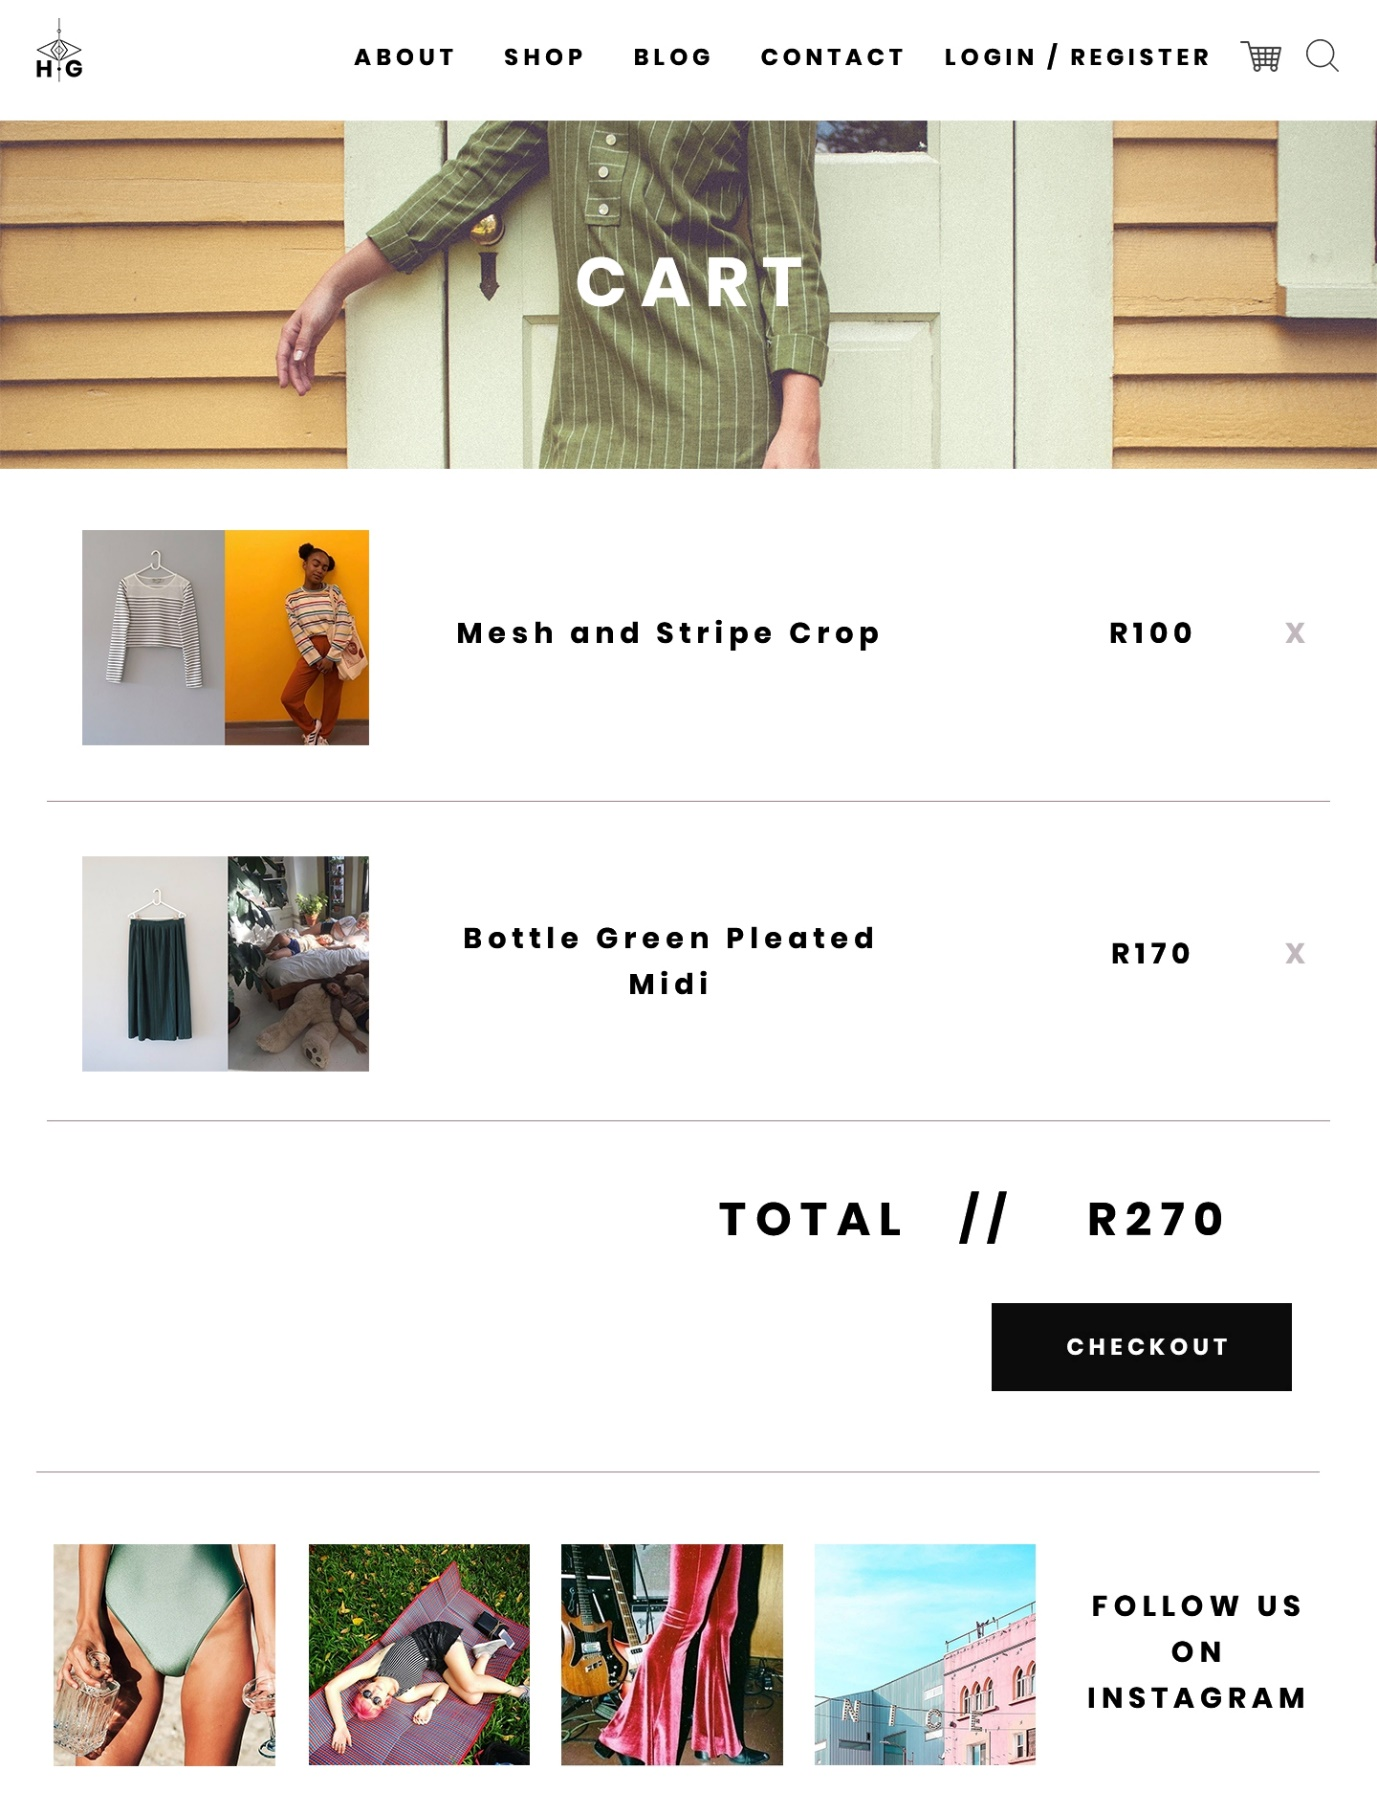 H G
ABOUT SHOP BLOG CONTACT LOGIN / REGISTER
CART
Mesh and Stripe Crop R100 X
Bottle Green Pleated
Midi
R170 X
TOTAL // R270
CHECKOUT
FOLLOW US
ON
INSTAGRAM
NICE